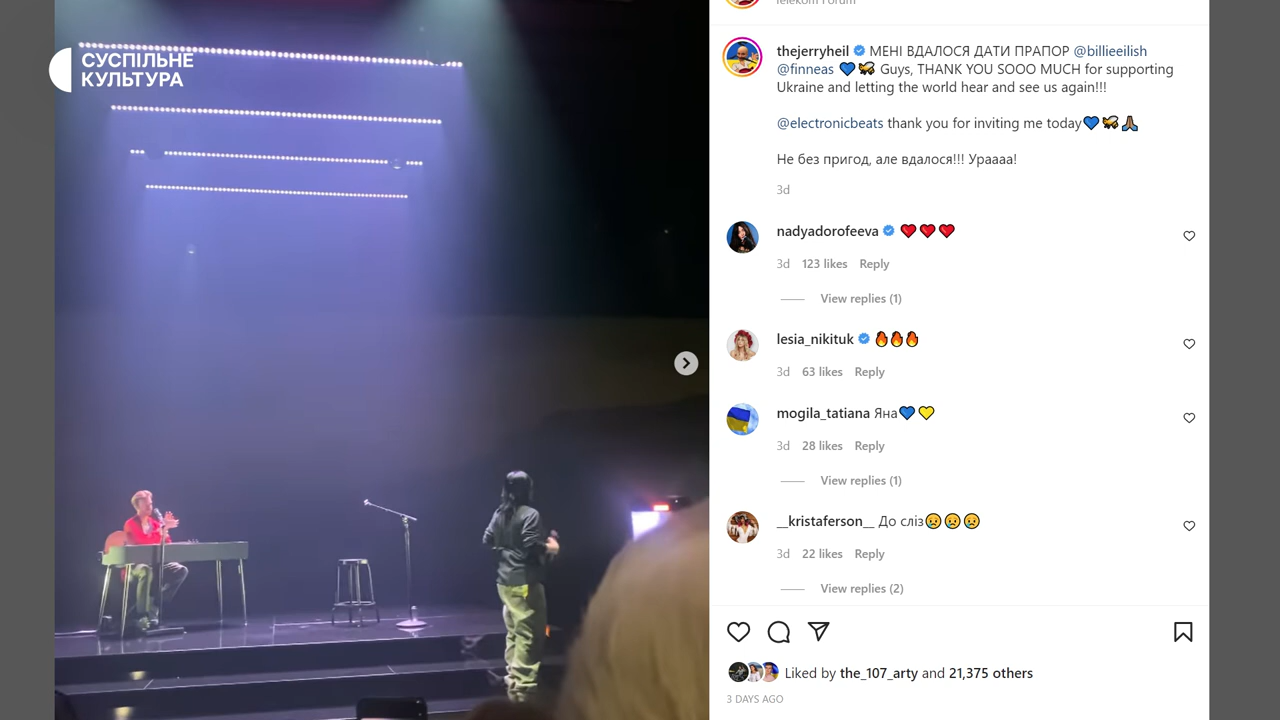 СУСПІЛЬНЕ
КУЛЬТУРА
Telekom Forum
thejerryheil МЕНІ ВДАЛОСЯ ДАТИ ПРАПОР @billieeilish
@finneas 💙🐝 Guys, THANK YOU SOOO MUCH for supporting
Ukraine and letting the world hear and see us again!!!
@electronicbeats thank you for inviting me today💙🐝🙏🏽
Не без пригод, але вдалося!!! Ураааа!
3d
nadyadorofeeva ❤️❤️❤️
3d 123 likes Reply
View replies (1)
lesia_nikituk 🔥🔥🔥
3d 63 likes Reply
mogila_tatiana Яна💙💛
3d 28 likes Reply
View replies (1)
__kristaferson__ До сліз😢😢😢
3d 22 likes Reply
View replies (2)
Liked by the_107_arty and 21,375 others
3 DAYS AGO